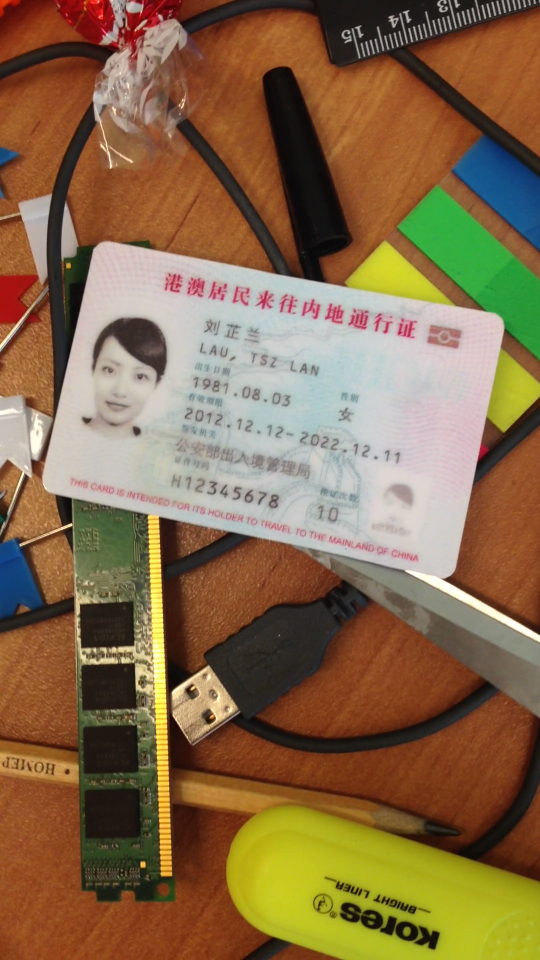 15 14 13
港澳居民来往内地通行证
刘芷兰
LAU, TSZ LAN
出生日期 性别
1981.08.03 女
有效期限
2012.12.12-2022.12.11
签发机关
公安部出入境管理局
证件号码 换证次数
H12345678 10
THIS CARD IS INTENDED FOR ITS HOLDER TO TRAVEL TO THE MAINLAND OF CHINA
HOMEP
Kores®
BRIGHT LINER